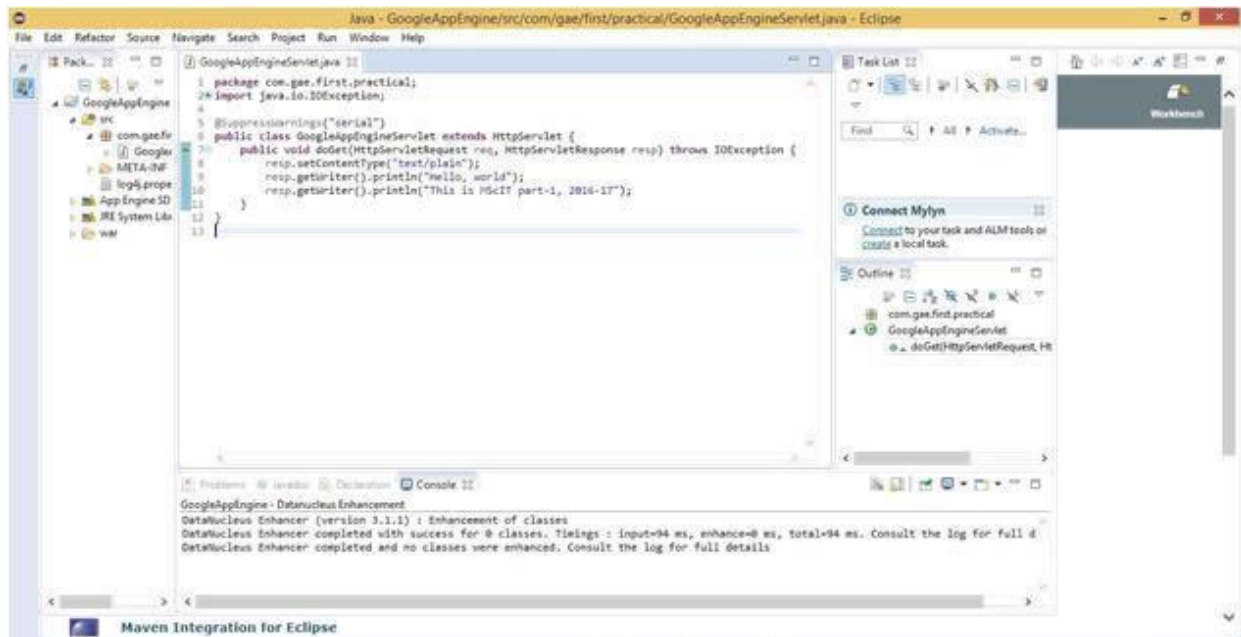 Java - GoogleAppEngine/src/com/gae/first/practical/GoogleAppEngineServlet.java - Eclipse
File Edit Refactor Source Navigate Search Project Run Window Help
Pack...
GoogleAppEngine
src
com.gae.fir
Googler
META-INF
log4j.prope
App Engine SD
JRE System Lib
war
GoogleAppEngineServlet.java
1 package com.gae.first.practical;
2 import java.io.IOException;
4
5 @SuppressWarnings("serial")
6 public class GoogleAppEngineServlet extends HttpServlet {
7 public void doGet(HttpServletRequest req, HttpServletResponse resp) throws IOException {
8 resp.setContentType("text/plain");
9 resp.getWriter().println("Hello, world");
10 resp.getWriter().println("This is MScIT part-1, 2016-17");
11 }
12 }
13
Task List
Find All Activate...
Connect Mylyn
Connect to your task and ALM tools or
create a local task.
Outline
com.gae.first.practical
GoogleAppEngineServlet
doGet(HttpServletRequest, Ht
Workbench
Problems Javadoc Declaration Console
GoogleAppEngine - Datanucleus Enhancement
DataNucleus Enhancer (version 3.1.1) : Enhancement of classes
DataNucleus Enhancer completed with success for 0 classes. Timings : input=94 ms, enhance=0 ms, total=94 ms. Consult the log for full d
DataNucleus Enhancer completed and no classes were enhanced. Consult the log for full details
Maven Integration for Eclipse